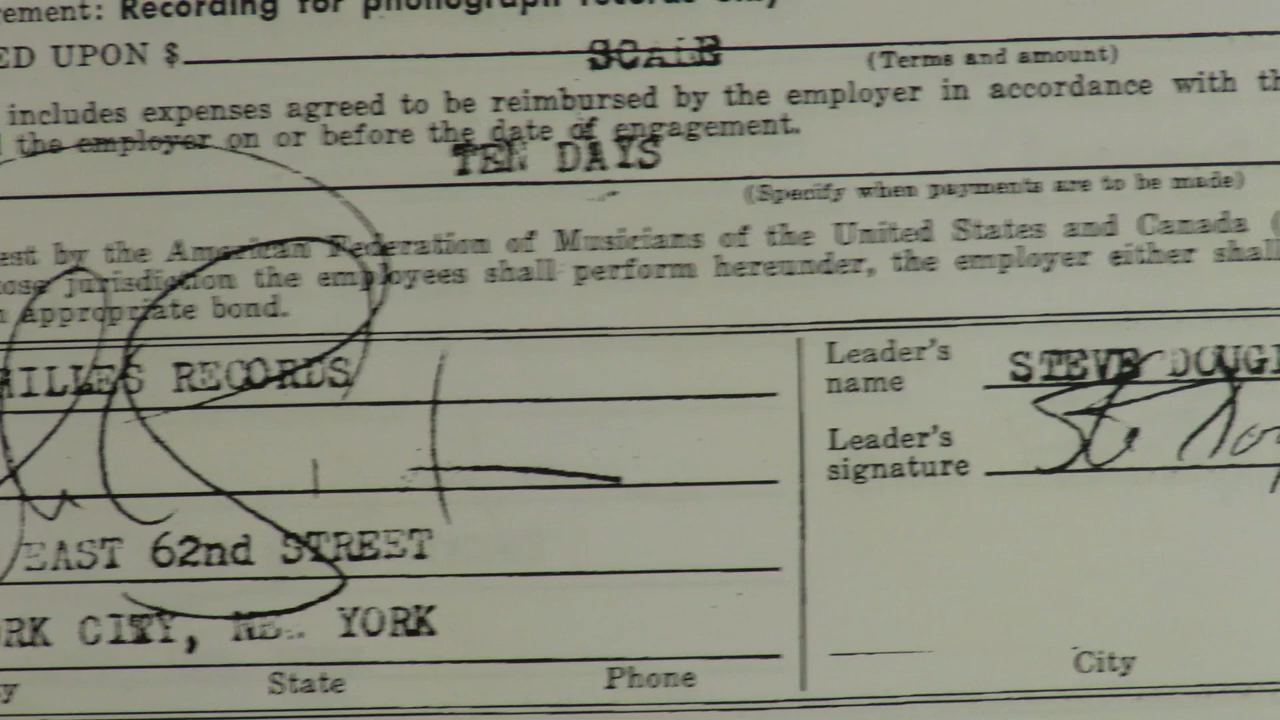 rement: Recording for phonograph records only
ED UPON $ SCALE (Terms and amount)
includes expenses agreed to be reimbursed by the employer in accordance with th
the employer on or before the date of engagement.
TEN DAYS
(Specify when payments are to be made)
est by the American Federation of Musicians of the United States and Canada (
ose jurisdiction the employees shall perform hereunder, the employer either shall
n appropriate bond.
ILLES RECORDS
Leader's name STEVE DOUGL
Leader's signature
EAST 62nd STREET
RK CITY, NEW YORK
y State Phone
City